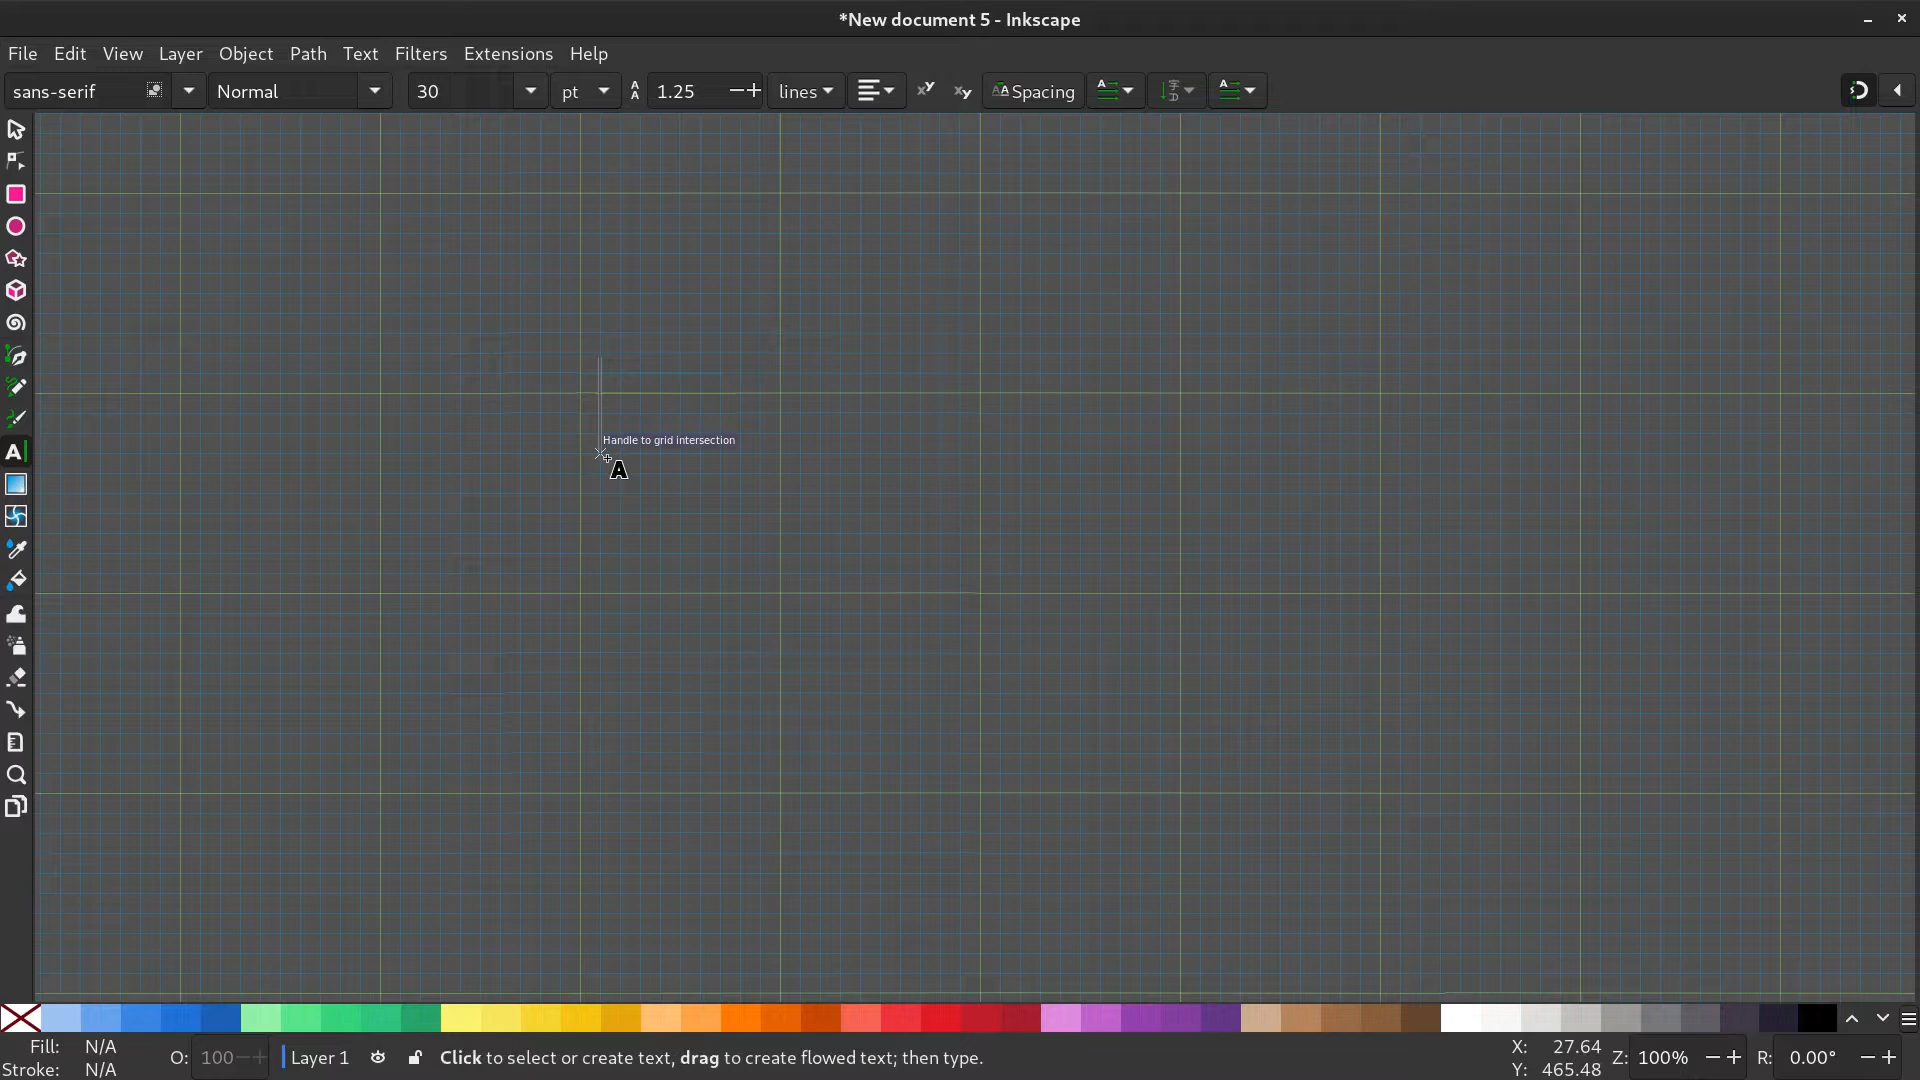 *New document 5 - Inkscape
File Edit View Layer Object Path Text Filters Extensions Help
sans-serif Normal 30 pt 1.25 lines Spacing
Handle to grid intersection
A
Fill: N/A O: 100 Layer 1 Click to select or create text, drag to create flowed text; then type. X: 27.64 Z: 100% R: 0.00°
Stroke: N/A Y: 465.48